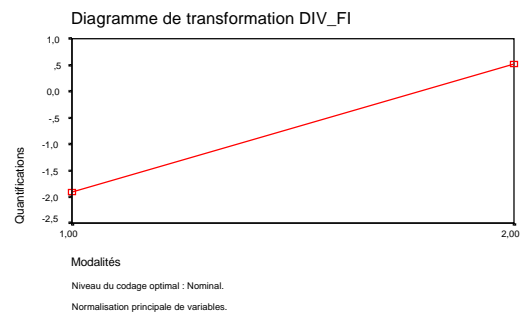 Diagramme de transformation DIV_FI
1,0
,5
0,0
-,5
-1,0
-1,5
-2,0
-2,5
Quantifications
1,00 2,00
Modalités
Niveau du codage optimal : Nominal.
Normalisation principale de variables.